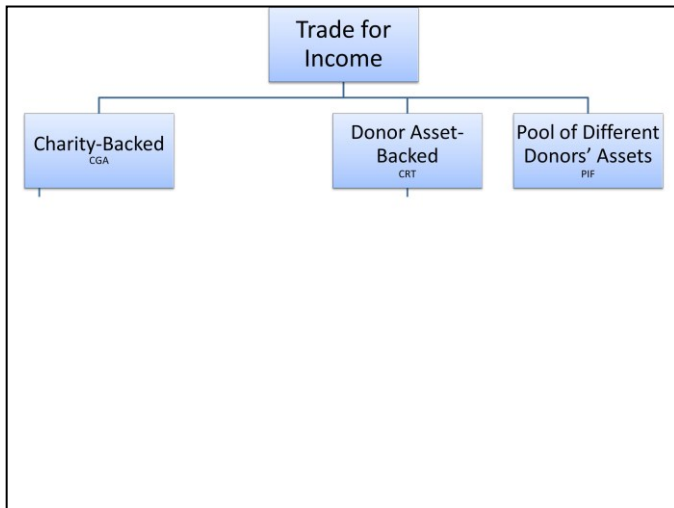 Trade for
Income
Charity-Backed
CGA
Donor Asset-
Backed
CRT
Pool of Different
Donors' Assets
PIF